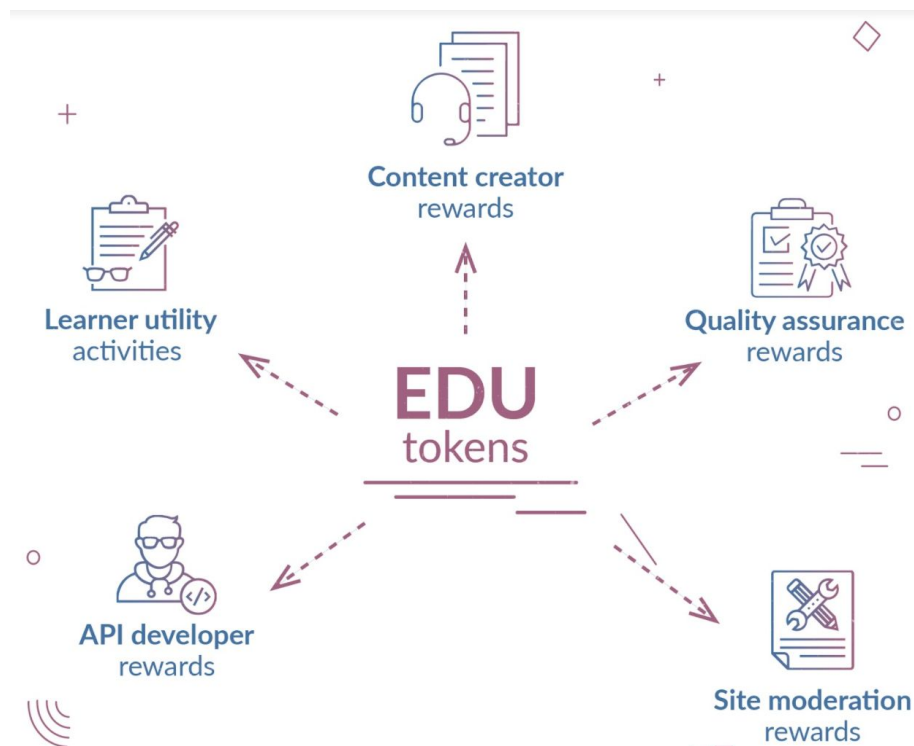 Content creator
rewards
Learner utility
activities
Quality assurance
rewards
EDU
tokens
API developer
rewards
Site moderation
rewards